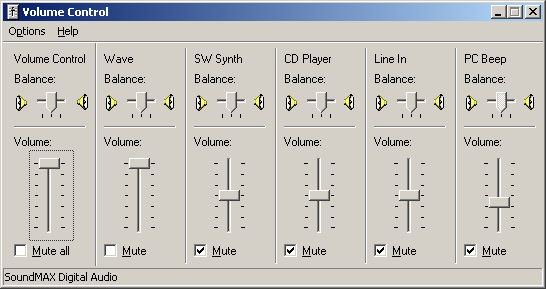 Volume Control
Options Help
Volume Control Wave SW Synth CD Player Line In PC Beep
Balance: Balance: Balance: Balance: Balance: Balance:
Volume: Volume: Volume: Volume: Volume: Volume:
Mute all Mute Mute Mute Mute Mute
SoundMAX Digital Audio